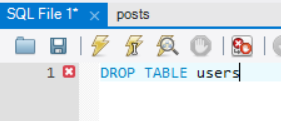 SQL File 1* × posts
1 DROP TABLE users